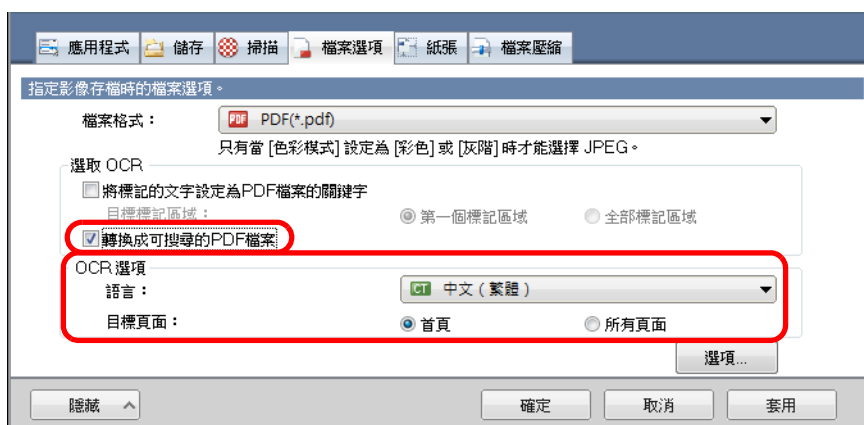 應用程式 儲存 掃描 檔案選項 紙張 檔案壓縮
指定影像存檔時的檔案選項。
檔案格式： PDF PDF(*.pdf)
只有當 [色彩模式] 設定為 [彩色] 或 [灰階] 時才能選擇 JPEG。
選取 OCR
將標記的文字設定為PDF檔案的關鍵字
目標標記區域： 第一個標記區域 全部標記區域
轉換成可搜尋的PDF檔案
OCR 選項
語言： CT 中文（繁體）
目標頁面： 首頁 所有頁面
選項...
隱藏 確定 取消 套用